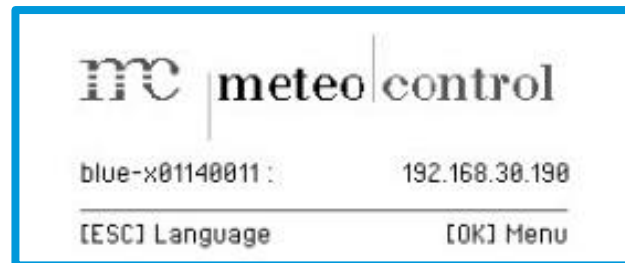 mc meteo control
blue-x01140011 : 192.168.30.190
[ESC] Language [OK] Menu